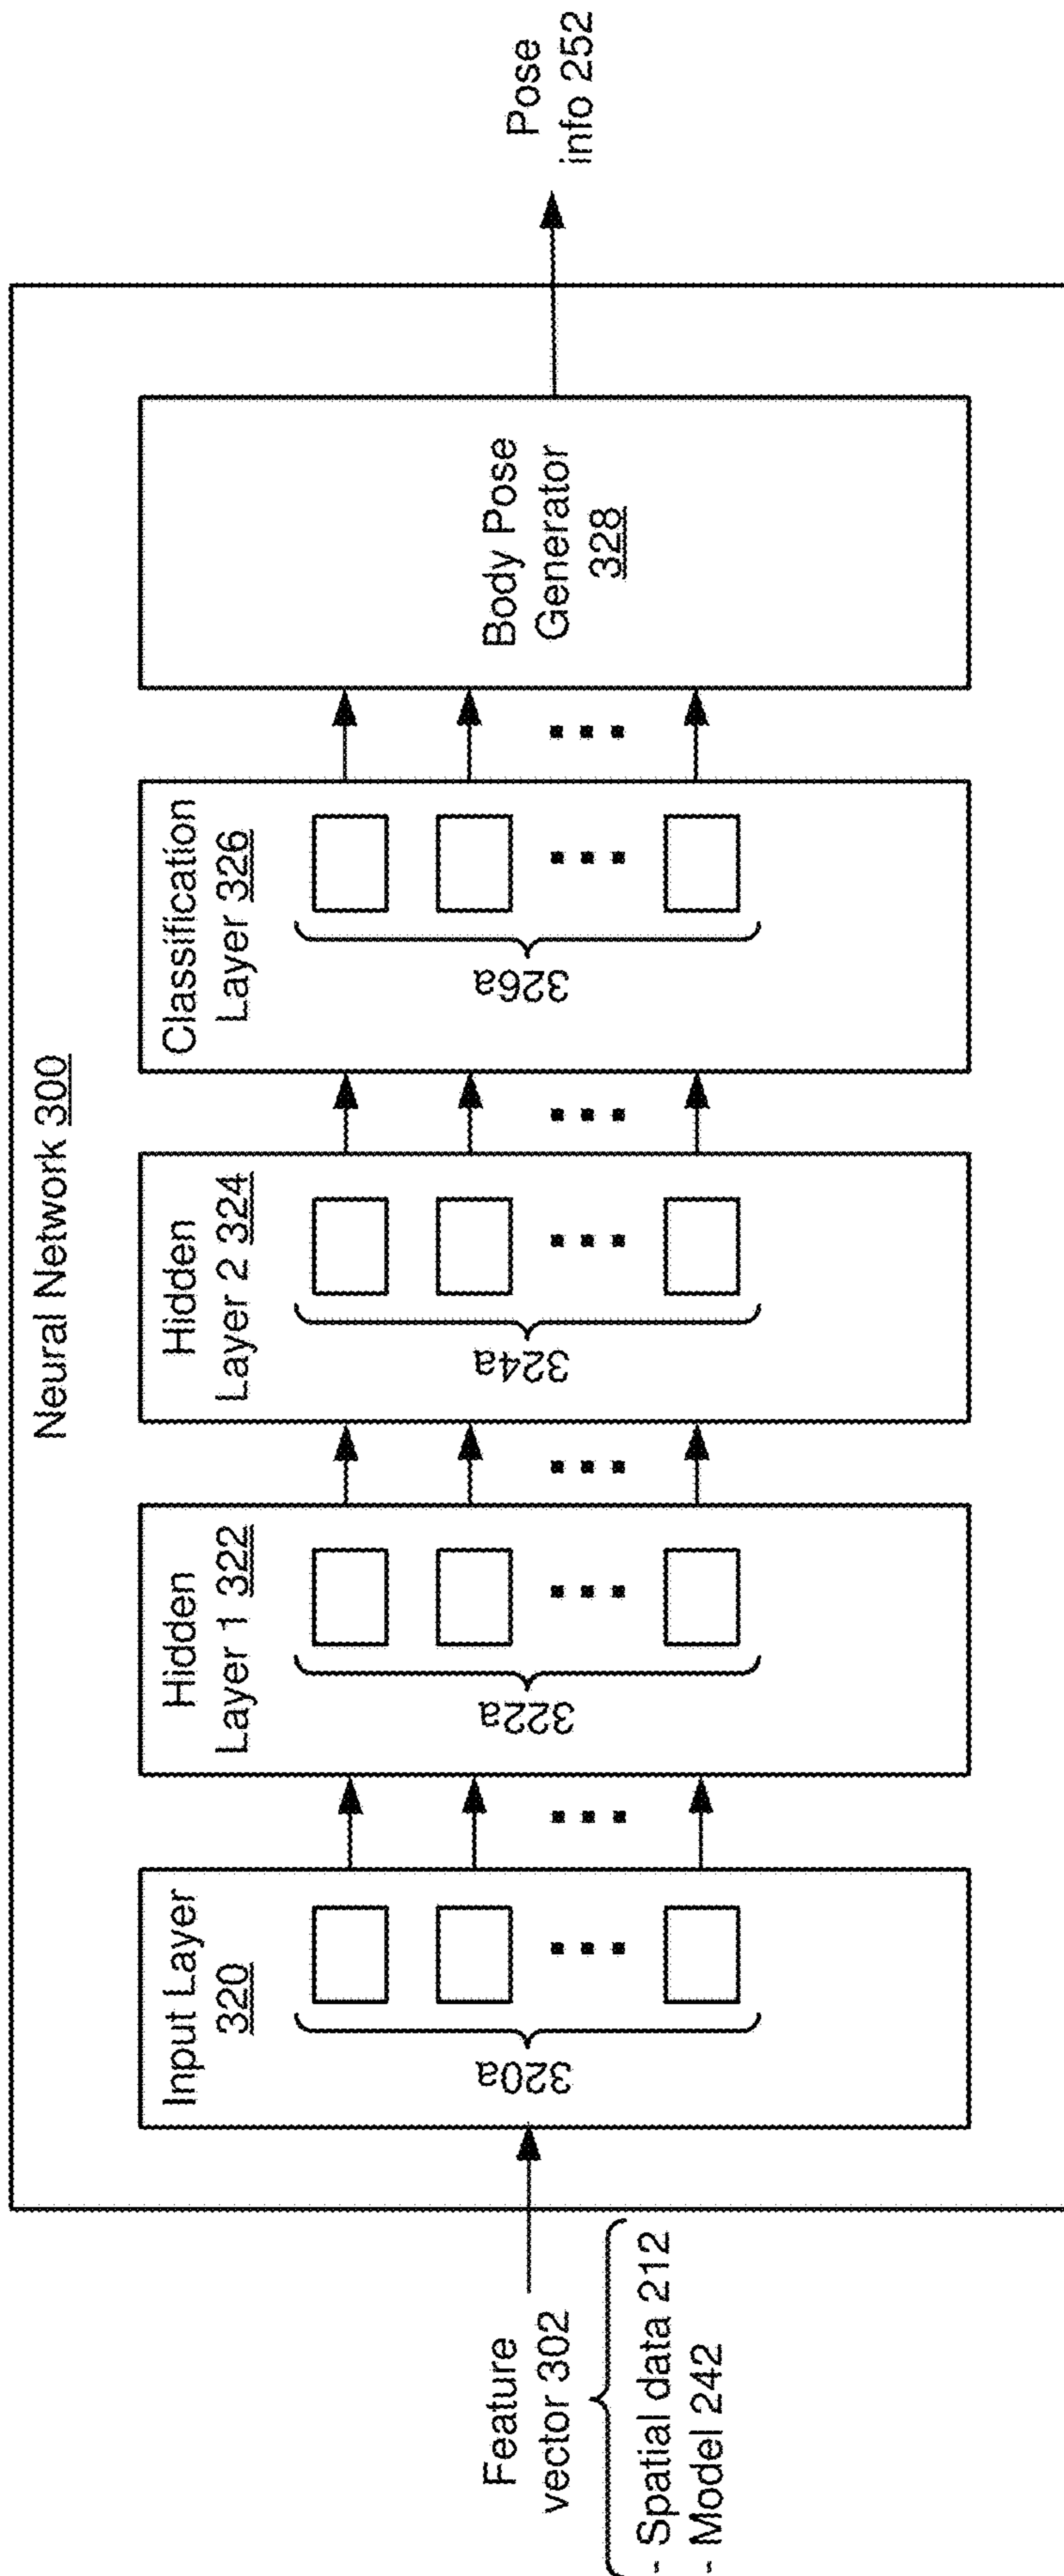 Neural Network 300
Feature
vector 302
- Spatial data 212
- Model 242
Input Layer
320
320a
Hidden
Layer 1 322
322a
Hidden
Layer 2 324
324a
Classification
Layer 326
326a
Body Pose
Generator
328
Pose
info 252